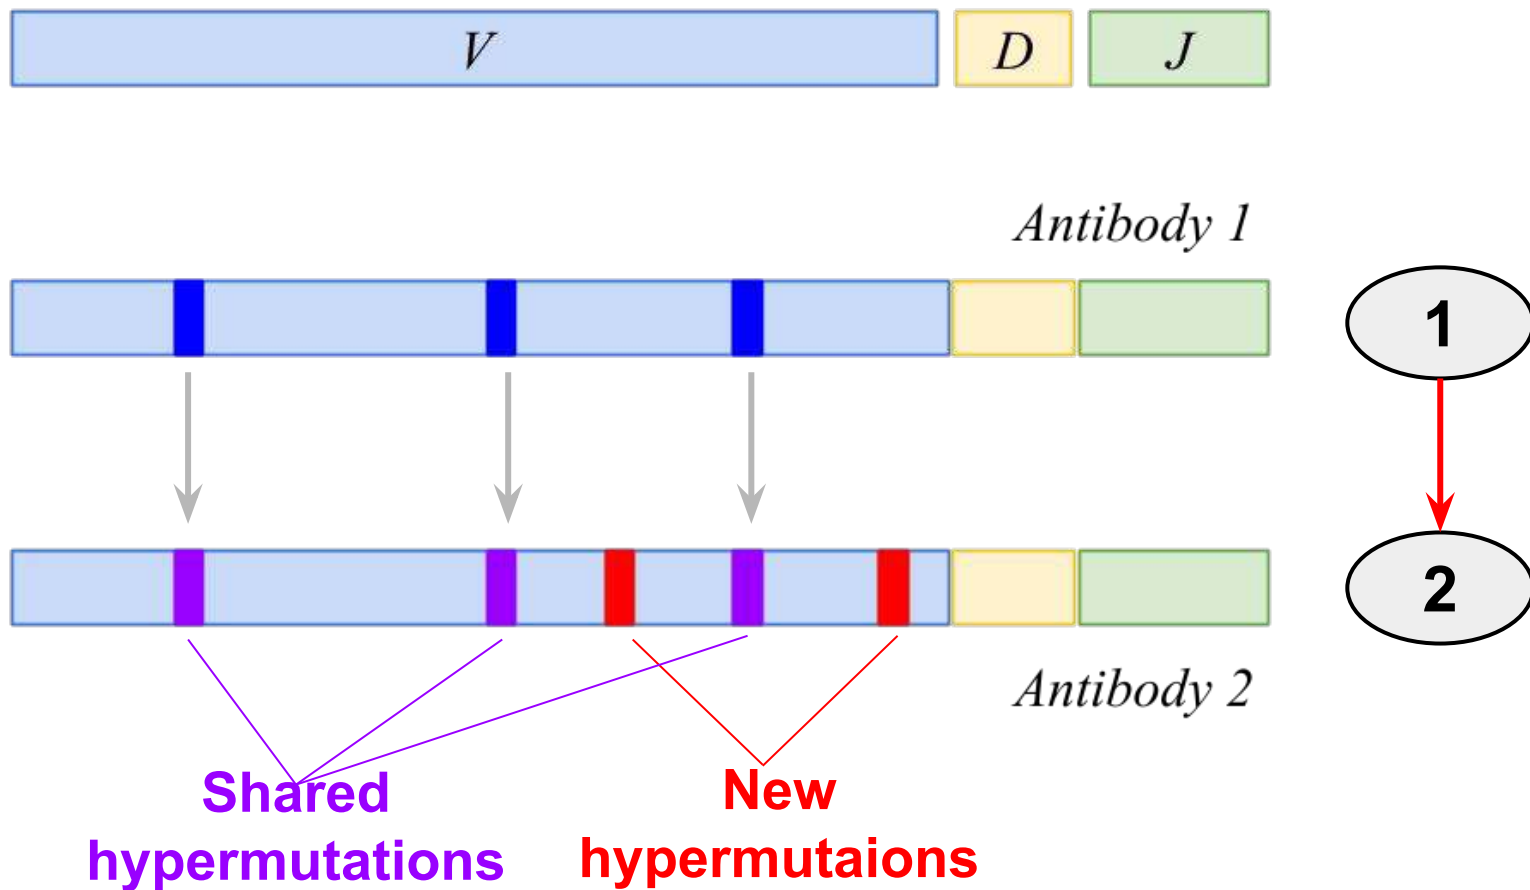 V D J
Antibody 1
1
2
Antibody 2
Shared
hypermutations
New
hypermutaions